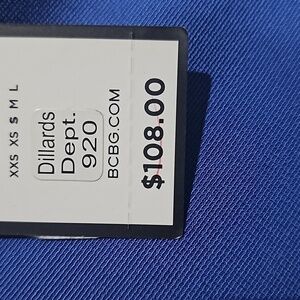 XXS XS S M L
Dillards
Dept.
920
BCBG.COM
$108.00